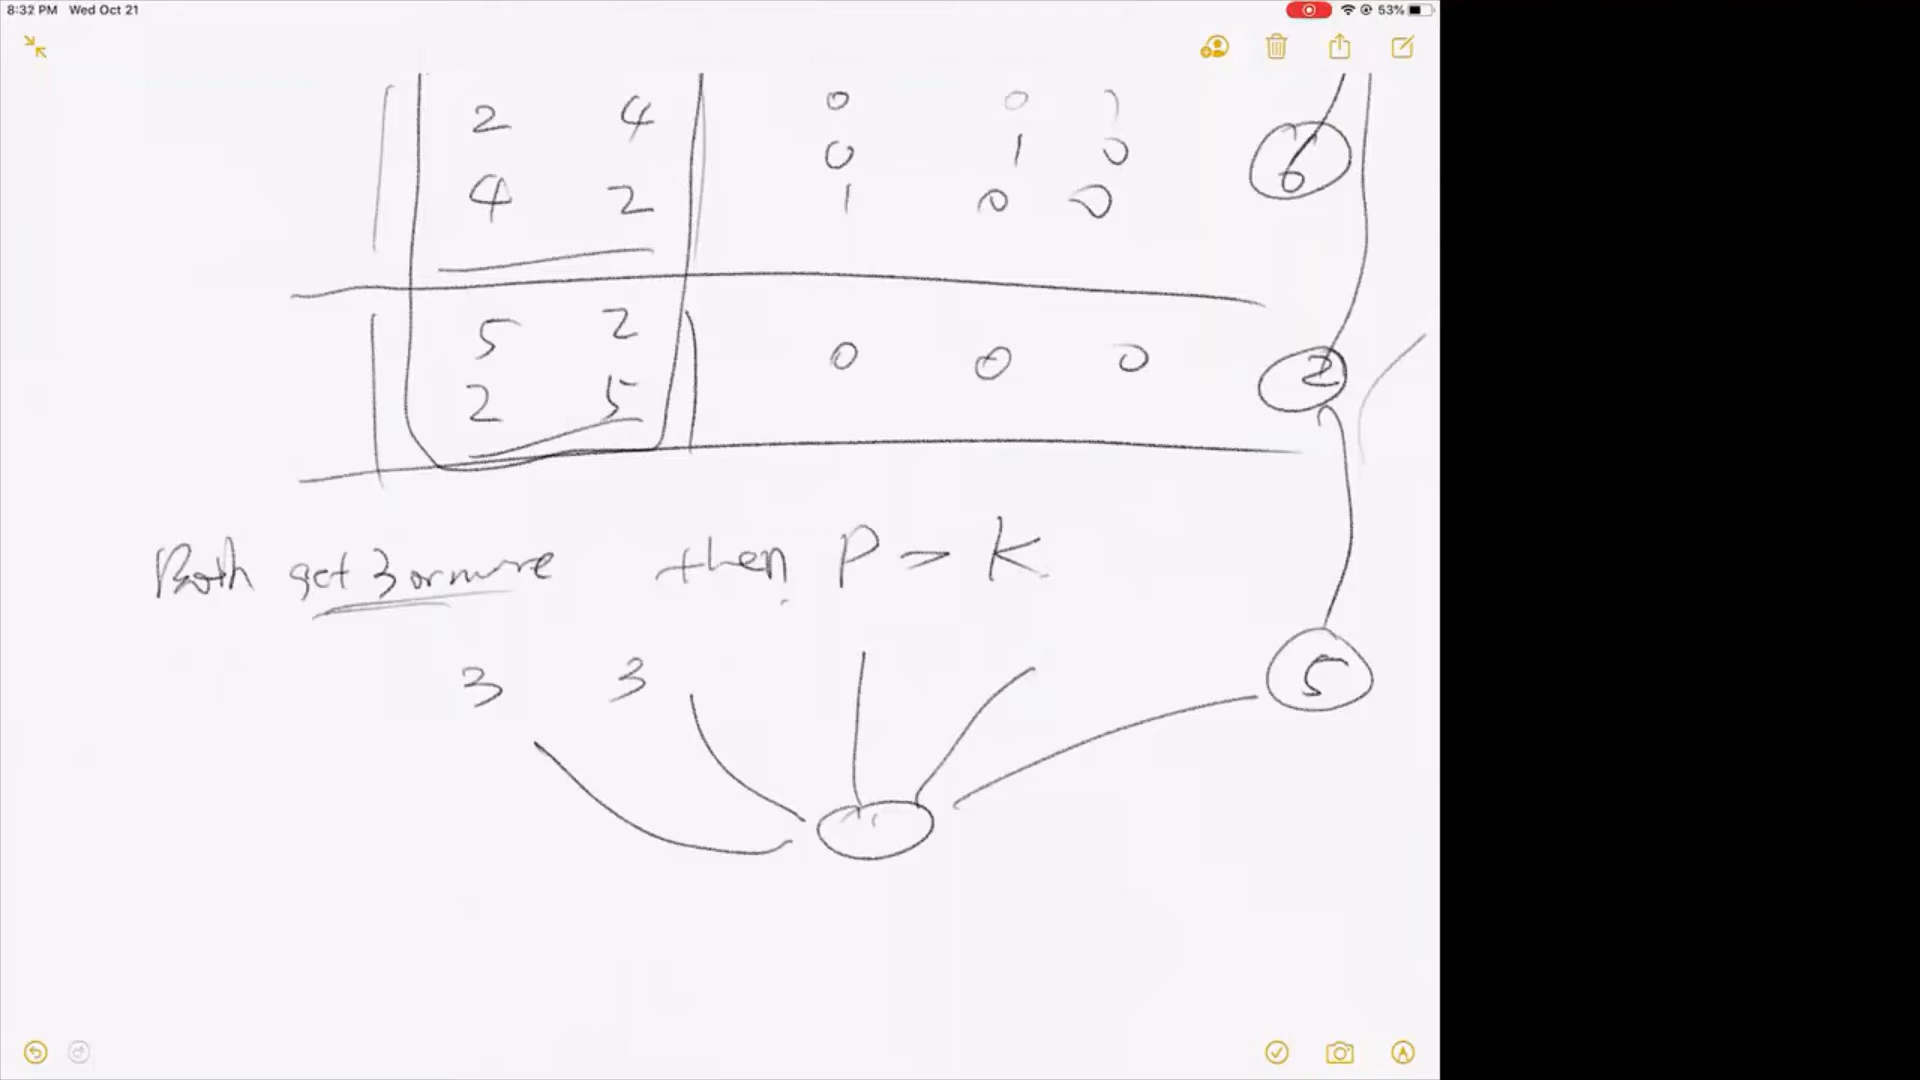 8:32 PM Wed Oct 21
53%
2 4 0 0
0 1 0 6
4 2 1 0 0
5 2
0 0 0 2
2 5
Both get 3 or more then P > K
3 3 5